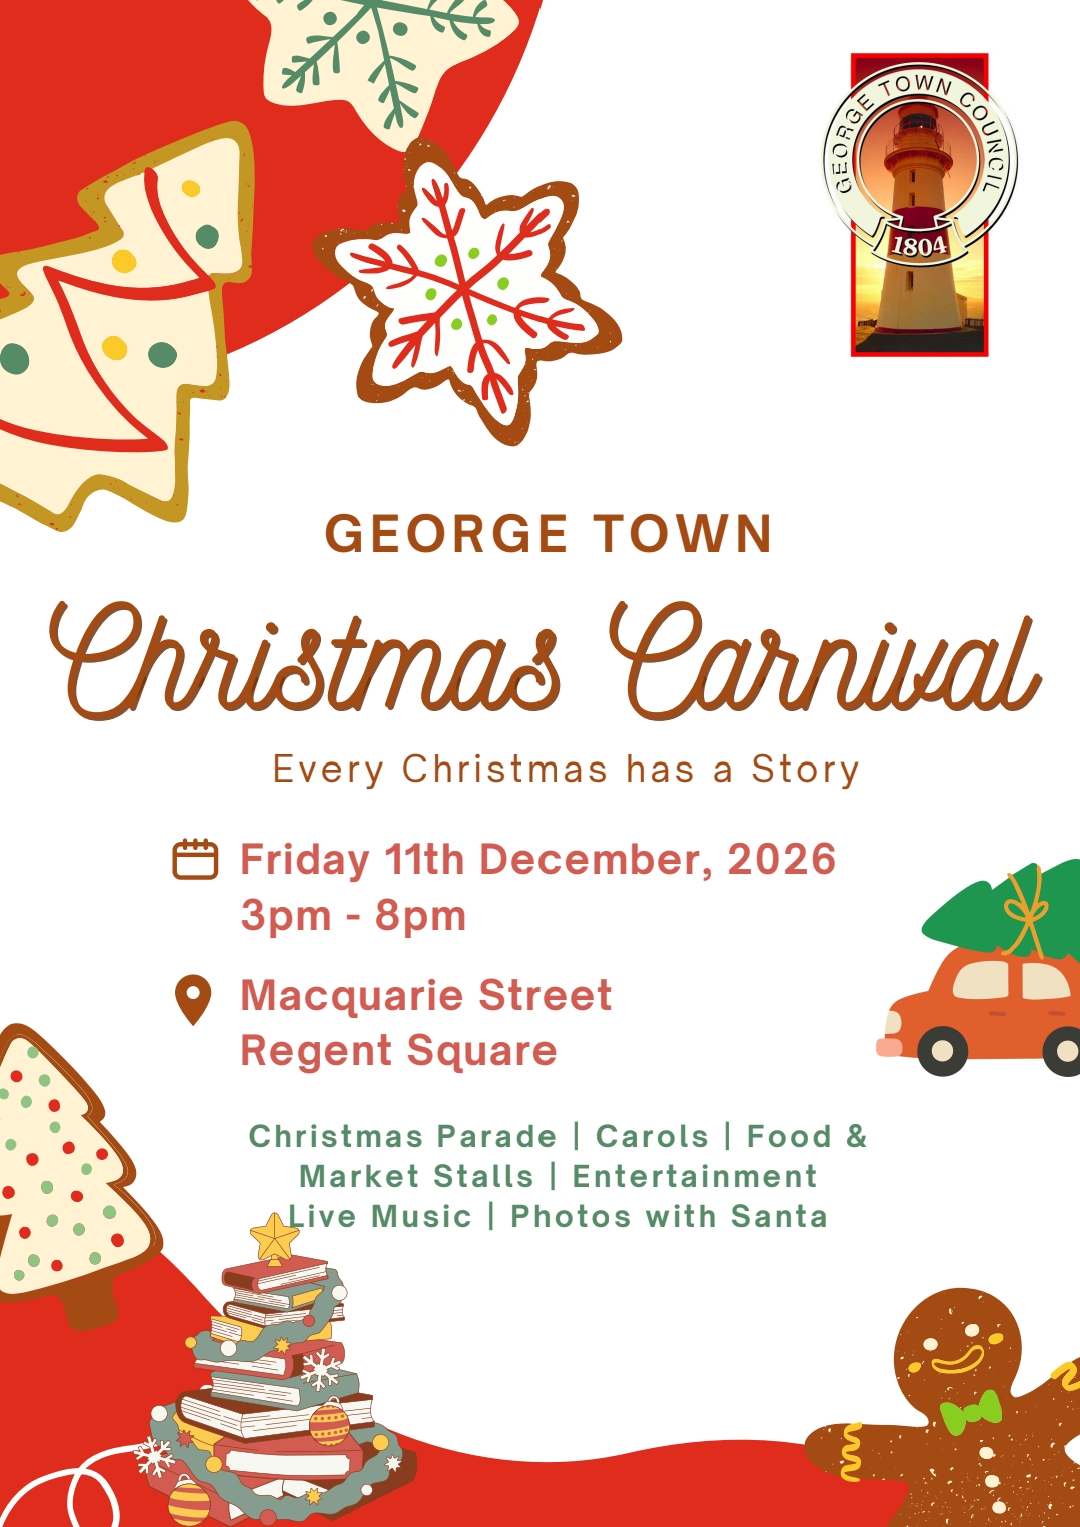 GEORGE TOWN COUNCIL
1804
GEORGE TOWN
Christmas Carnival
Every Christmas has a Story
Friday 11th December, 2026
3pm - 8pm
Macquarie Street
Regent Square
Christmas Parade | Carols | Food &
Market Stalls | Entertainment
Live Music | Photos with Santa